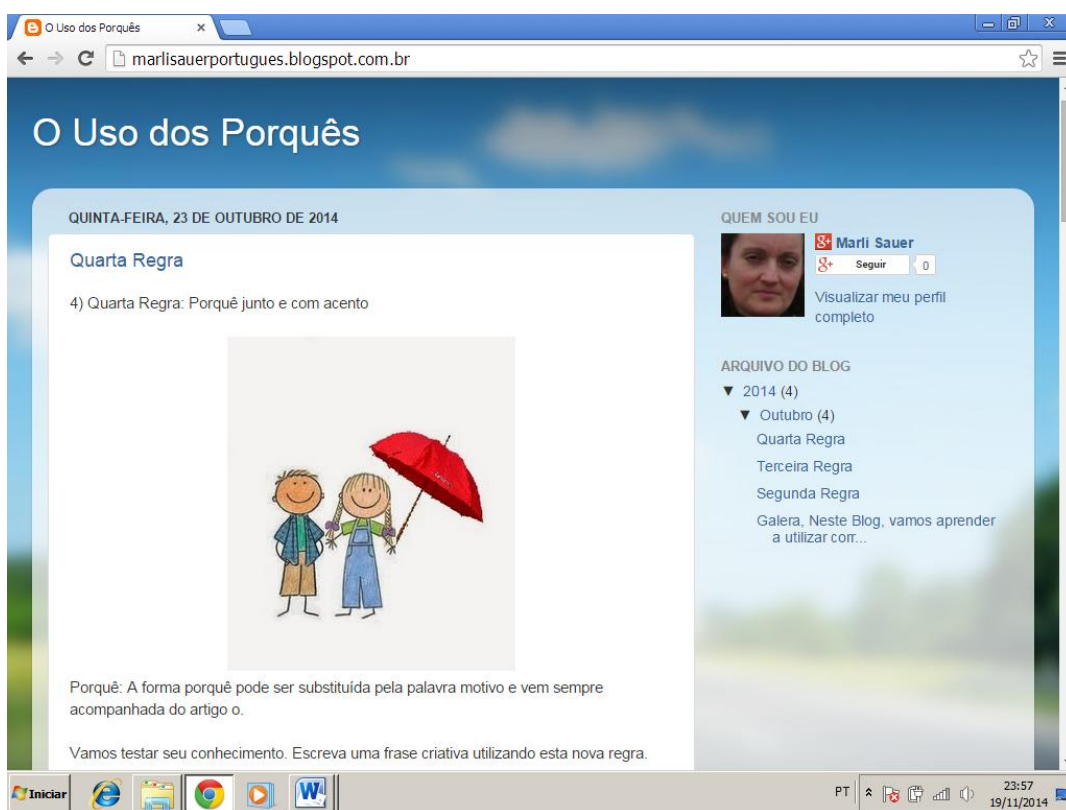 O Uso dos Porquês
marlisauerportugues.blogspot.com.br
O Uso dos Porquês
QUINTA-FEIRA, 23 DE OUTUBRO DE 2014
Quarta Regra
4) Quarta Regra: Porquê junto e com acento
Porquê: A forma porquê pode ser substituída pela palavra motivo e vem sempre
acompanhada do artigo o.
Vamos testar seu conhecimento. Escreva uma frase criativa utilizando esta nova regra.
QUEM SOU EU
Marli Sauer
Seguir 0
Visualizar meu perfil
completo
ARQUIVO DO BLOG
▼ 2014 (4)
▼ Outubro (4)
Quarta Regra
Terceira Regra
Segunda Regra
Galera, Neste Blog, vamos aprender
a utilizar corr...
Iniciar
PT
23:57
19/11/2014